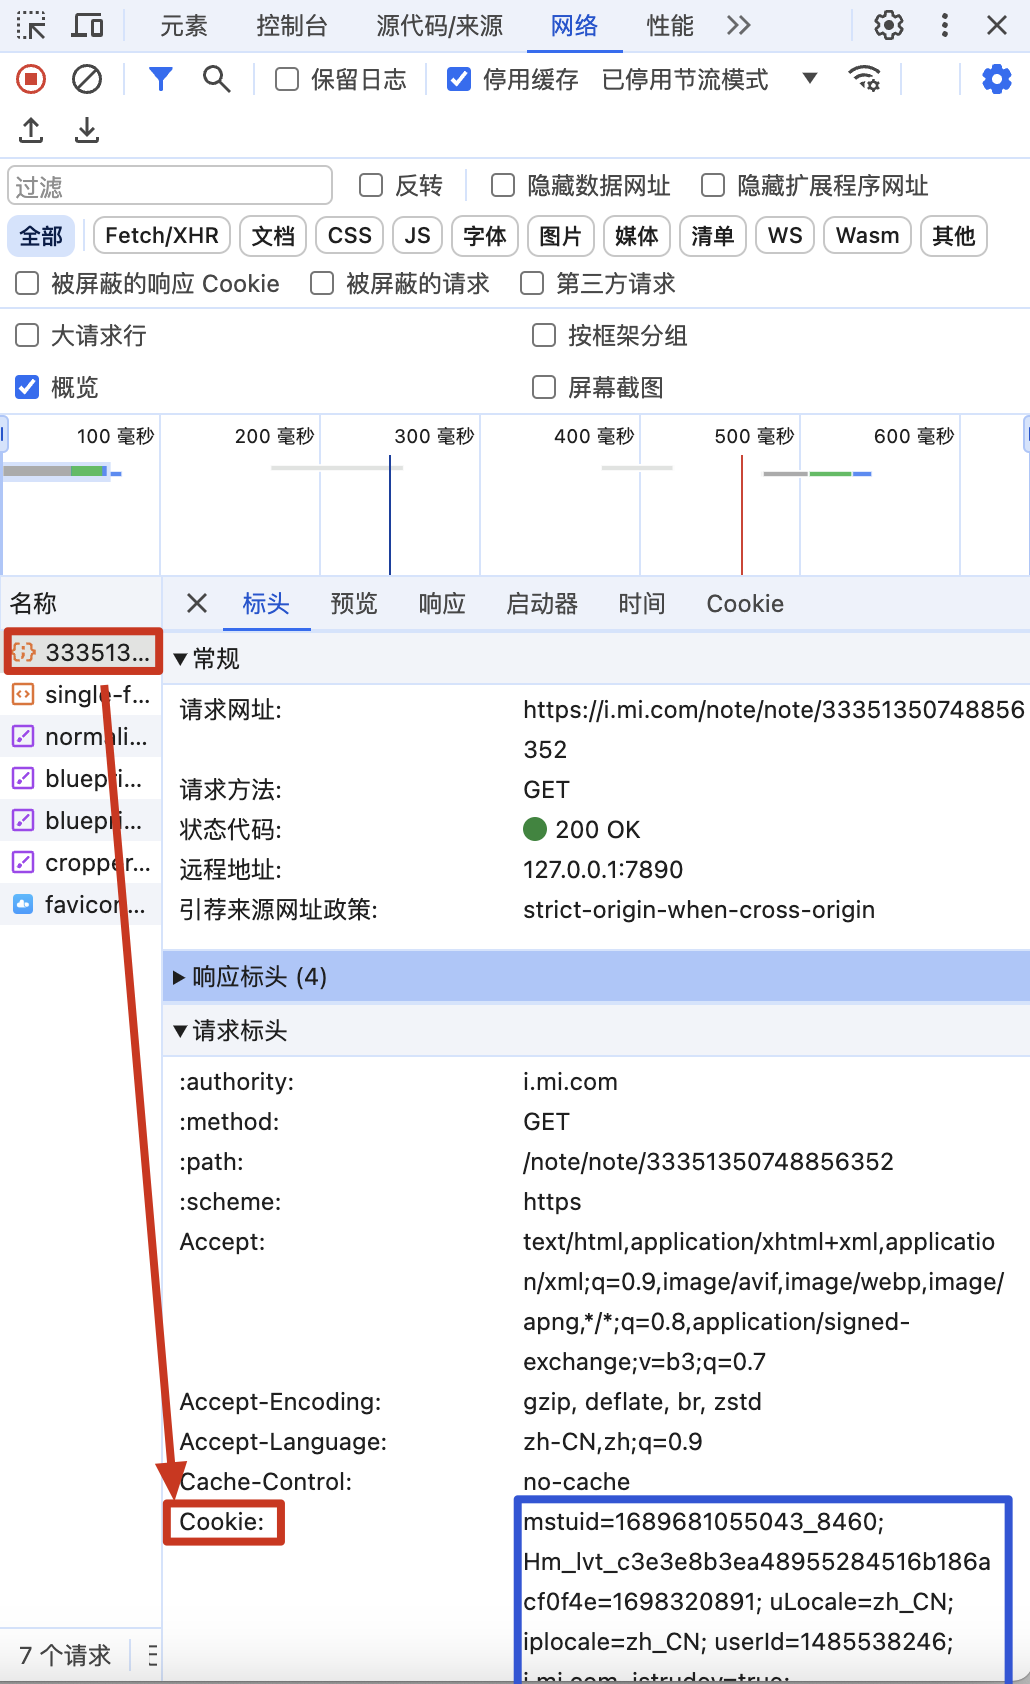 元素 控制台 源代码/来源 网络 性能
保留日志 停用缓存 已停用节流模式
过滤 反转 隐藏数据网址 隐藏扩展程序网址
全部 Fetch/XHR 文档 CSS JS 字体 图片 媒体 清单 WS Wasm 其他
被屏蔽的响应 Cookie 被屏蔽的请求 第三方请求
大请求行 按框架分组
概览 屏幕截图
100 毫秒 200 毫秒 300 毫秒 400 毫秒 500 毫秒 600 毫秒
名称
333513...
single-f...
normali...
bluepri...
bluepri...
cropper...
favicon...
7 个请求
标头 预览 响应 启动器 时间 Cookie
常规
请求网址: https://i.mi.com/note/note/33351350748856
352
请求方法: GET
状态代码: 200 OK
远程地址: 127.0.0.1:7890
引荐来源网址政策: strict-origin-when-cross-origin
响应标头 (4)
请求标头
:authority: i.mi.com
:method: GET
:path: /note/note/33351350748856352
:scheme: https
Accept: text/html,application/xhtml+xml,applicatio
n/xml;q=0.9,image/avif,image/webp,image/
apng,*/*;q=0.8,application/signed-
exchange;v=b3;q=0.7
Accept-Encoding: gzip, deflate, br, zstd
Accept-Language: zh-CN,zh;q=0.9
Cache-Control: no-cache
Cookie: mstuid=1689681055043_8460;
Hm_lvt_c3e3e8b3ea48955284516b186a
cf0f4e=1698320891; uLocale=zh_CN;
iplocale=zh_CN; userId=1485538246;